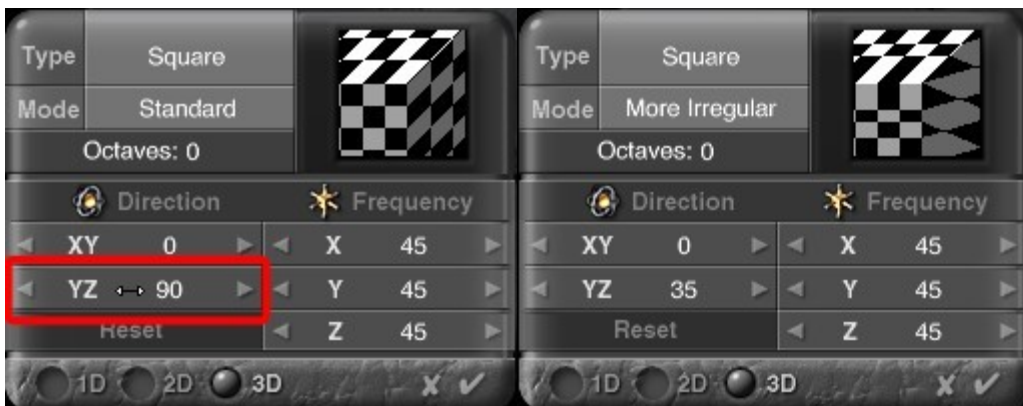 Type Square
Mode Standard
Octaves: 0
Direction Frequency
XY 0 X 45
YZ 90 Y 45
Reset Z 45
1D 2D 3D
Type Square
Mode More Irregular
Octaves: 0
Direction Frequency
XY 0 X 45
YZ 35 Y 45
Reset Z 45
1D 2D 3D